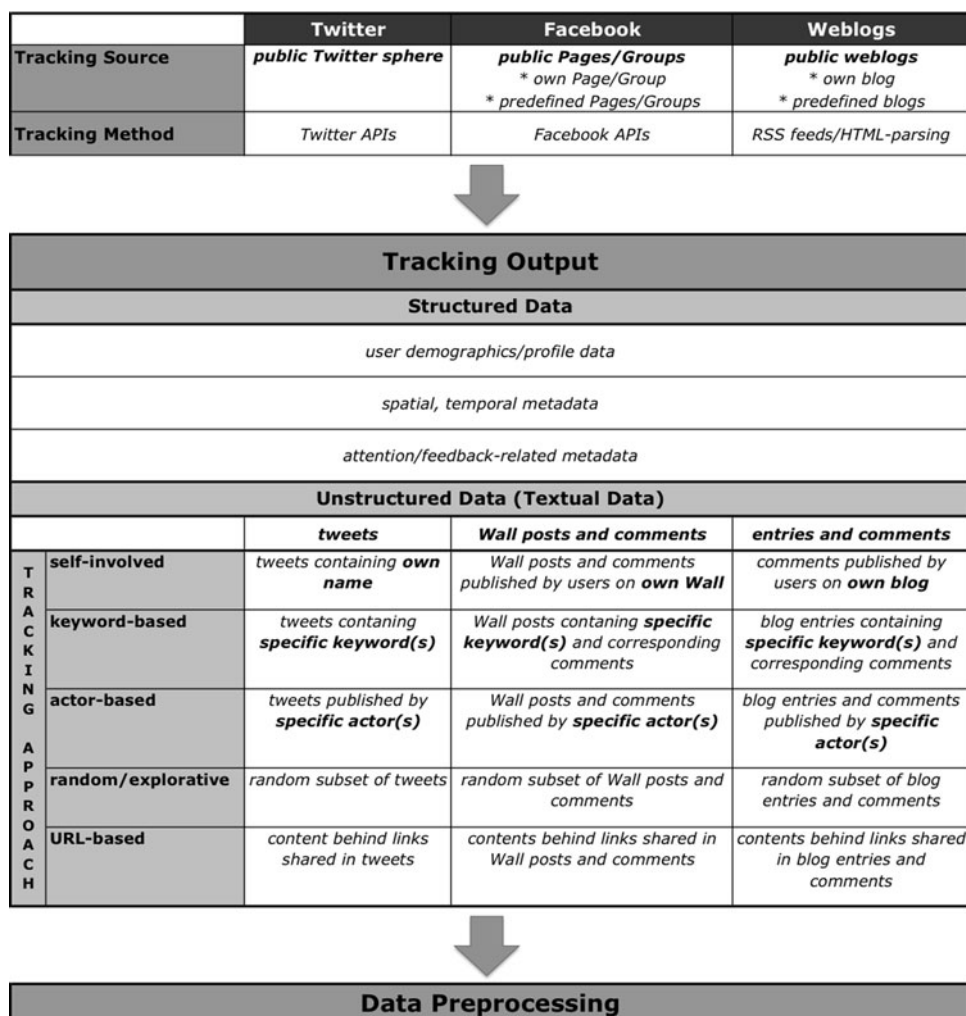 Twitter Facebook Weblogs
Tracking Source public Twitter sphere public Pages/Groups public weblogs
* own Page/Group * own blog
* predefined Pages/Groups * predefined blogs
Tracking Method Twitter APIs Facebook APIs RSS feeds/HTML-parsing
Tracking Output
Structured Data
user demographics/profile data
spatial, temporal metadata
attention/feedback-related metadata
Unstructured Data (Textual Data)
tweets Wall posts and comments entries and comments
TRACKING APPROACH
self-involved tweets containing own Wall posts and comments comments published by
name published by users on own Wall users on own blog
keyword-based tweets contaning Wall posts contaning specific blog entries containing
specific keyword(s) keyword(s) and corresponding specific keyword(s) and
comments corresponding comments
actor-based tweets published by Wall posts and comments blog entries and comments
specific actor(s) published by specific actor(s) published by specific
actor(s)
random/explorative random subset of tweets random subset of Wall posts and random subset of blog
comments entries and comments
URL-based content behind links contents behind links shared in contents behind links shared
shared in tweets Wall posts and comments in blog entries and
comments
Data Preprocessing